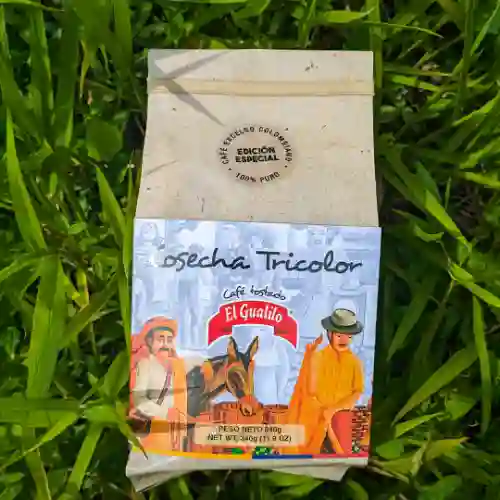 CAFÉ EXCELSO COLOMBIANO
EDICIÓN
ESPECIAL
100% PURO
Cosecha Tricolor
Café tostado
El Gualilo
PESO NETO 340g
NET WT. 340g (11.9 OZ)